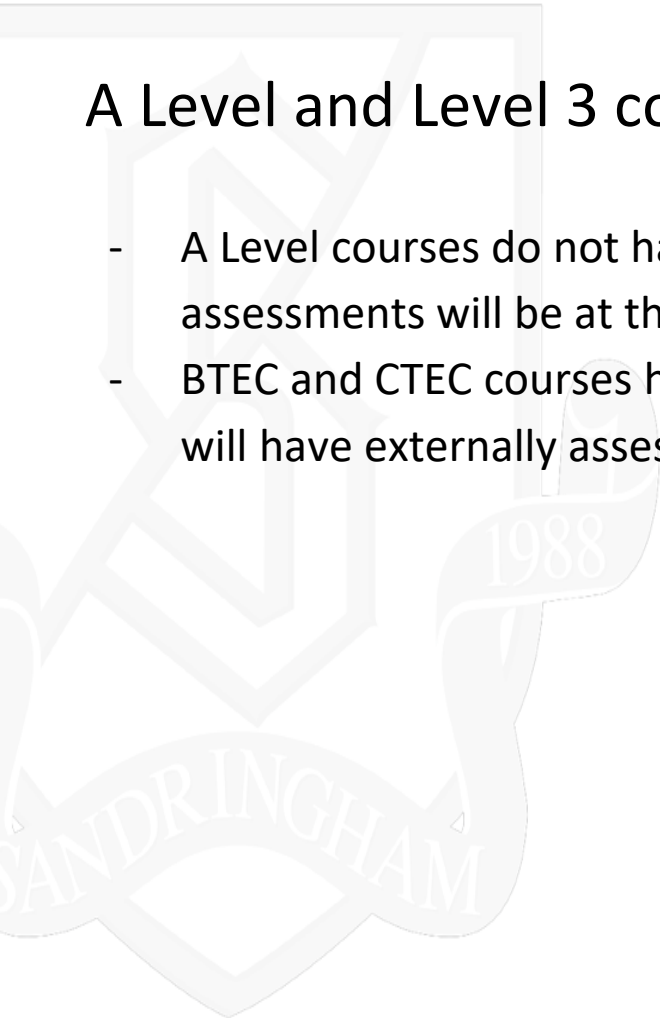 A Level and Level 3 co
- A Level courses do not ha
assessments will be at th
- BTEC and CTEC courses h
will have externally asses
1988
SANDRINGHAM